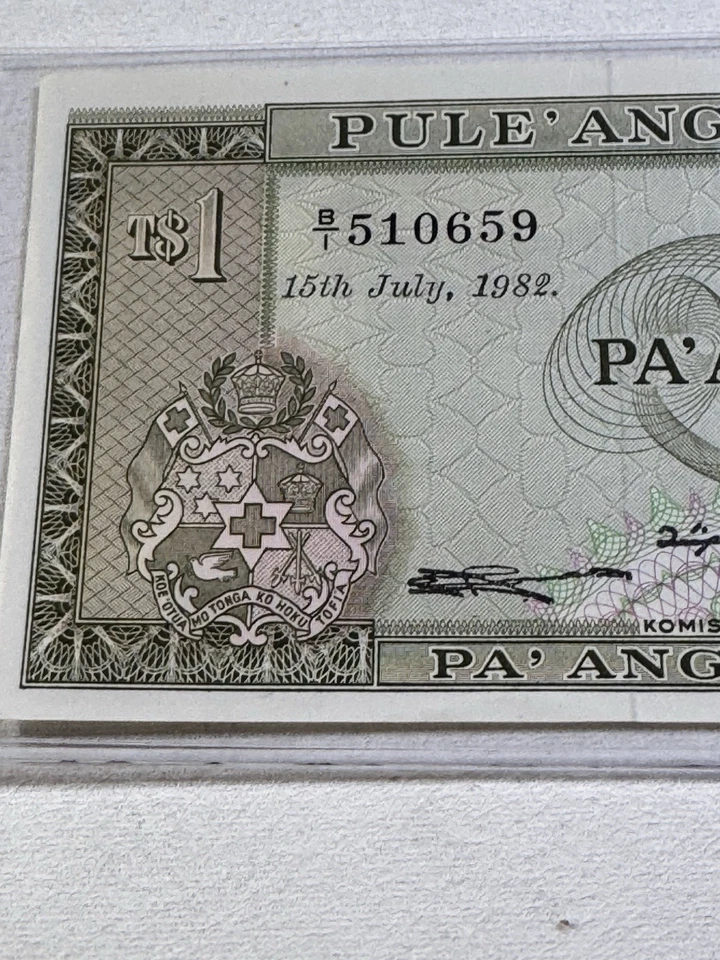 PULE'ANG
T$1
B/1 510659
15th July, 1982.
PA'A
KOE 'OTUA MO TONGA KO HOKU TOFI'A
KOMIS
PA'ANG